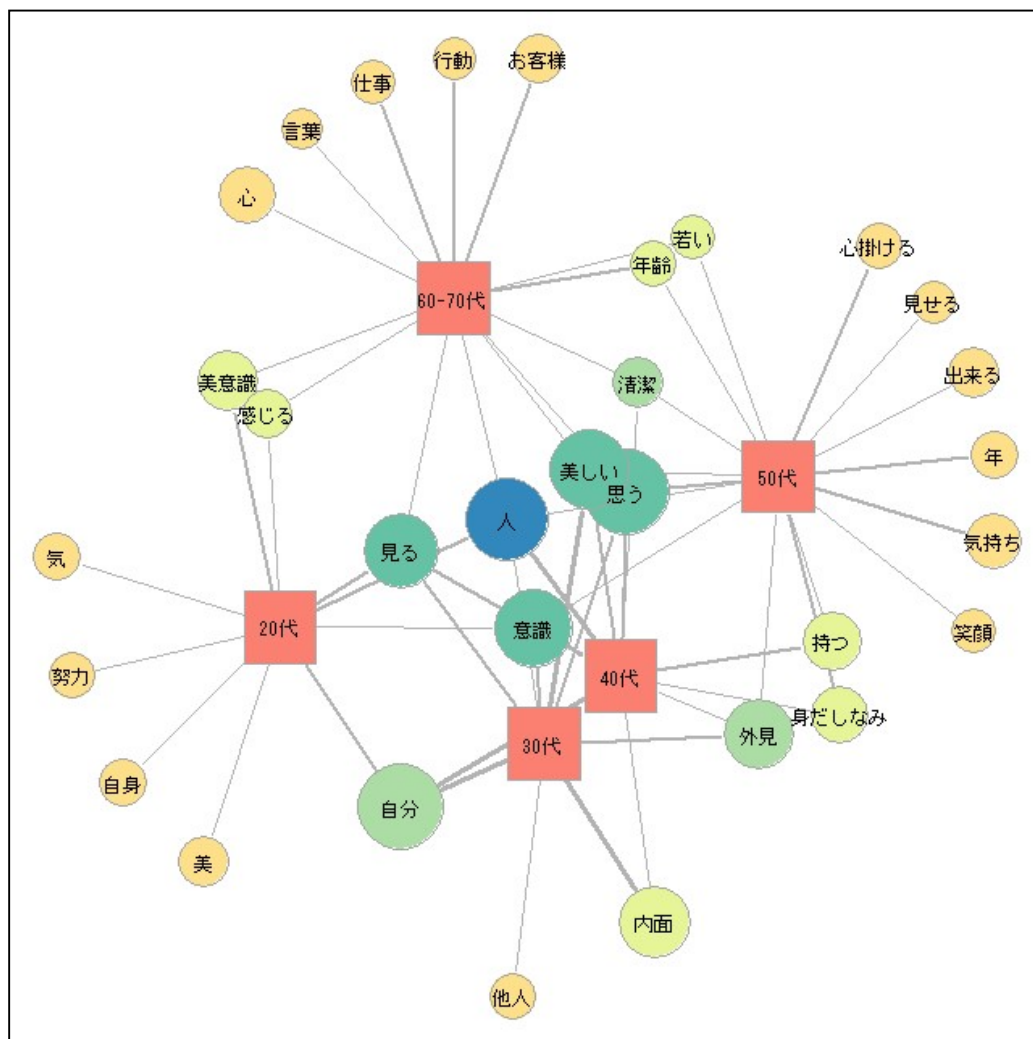 行動
お客様
仕事
言葉
心
若い
心掛ける
年齢
60-70代
見せる
美意識
清潔
出来る
感じる
年
美しい
50代
思う
人
気持ち
見る
気
20代
意識
笑顔
持つ
努力
40代
身だしなみ
外見
30代
自身
自分
美
内面
他人